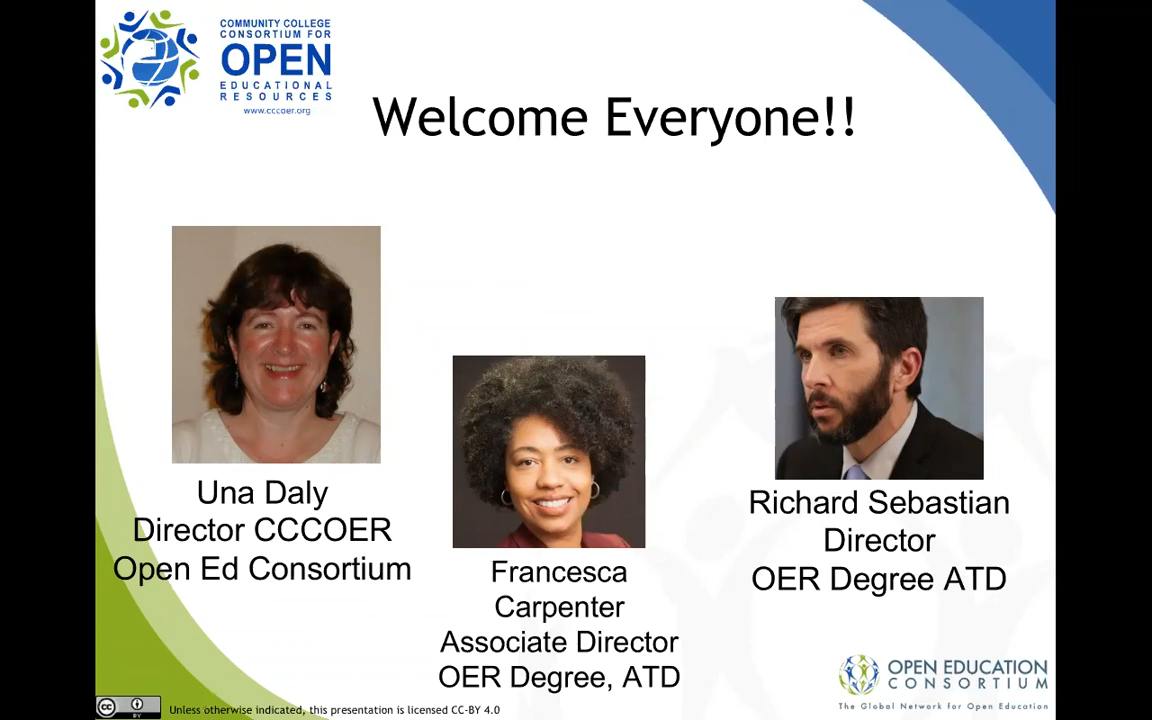 COMMUNITY COLLEGE
CONSORTIUM FOR
OPEN
EDUCATIONAL
RESOURCES
www.cccoer.org
Welcome Everyone!!
Una Daly
Director CCCOER
Open Ed Consortium
Francesca
Carpenter
Associate Director
OER Degree, ATD
Richard Sebastian
Director
OER Degree ATD
OPEN EDUCATION
CONSORTIUM
The Global Network for Open Education
cc
BY
Unless otherwise indicated, this presentation is licensed CC-BY 4.0